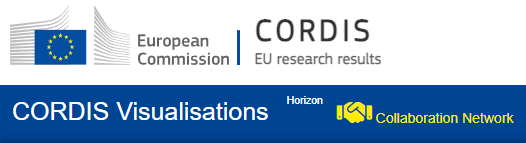 European
Commission
CORDIS
EU research results
CORDIS Visualisations
Horizon
Collaboration Network